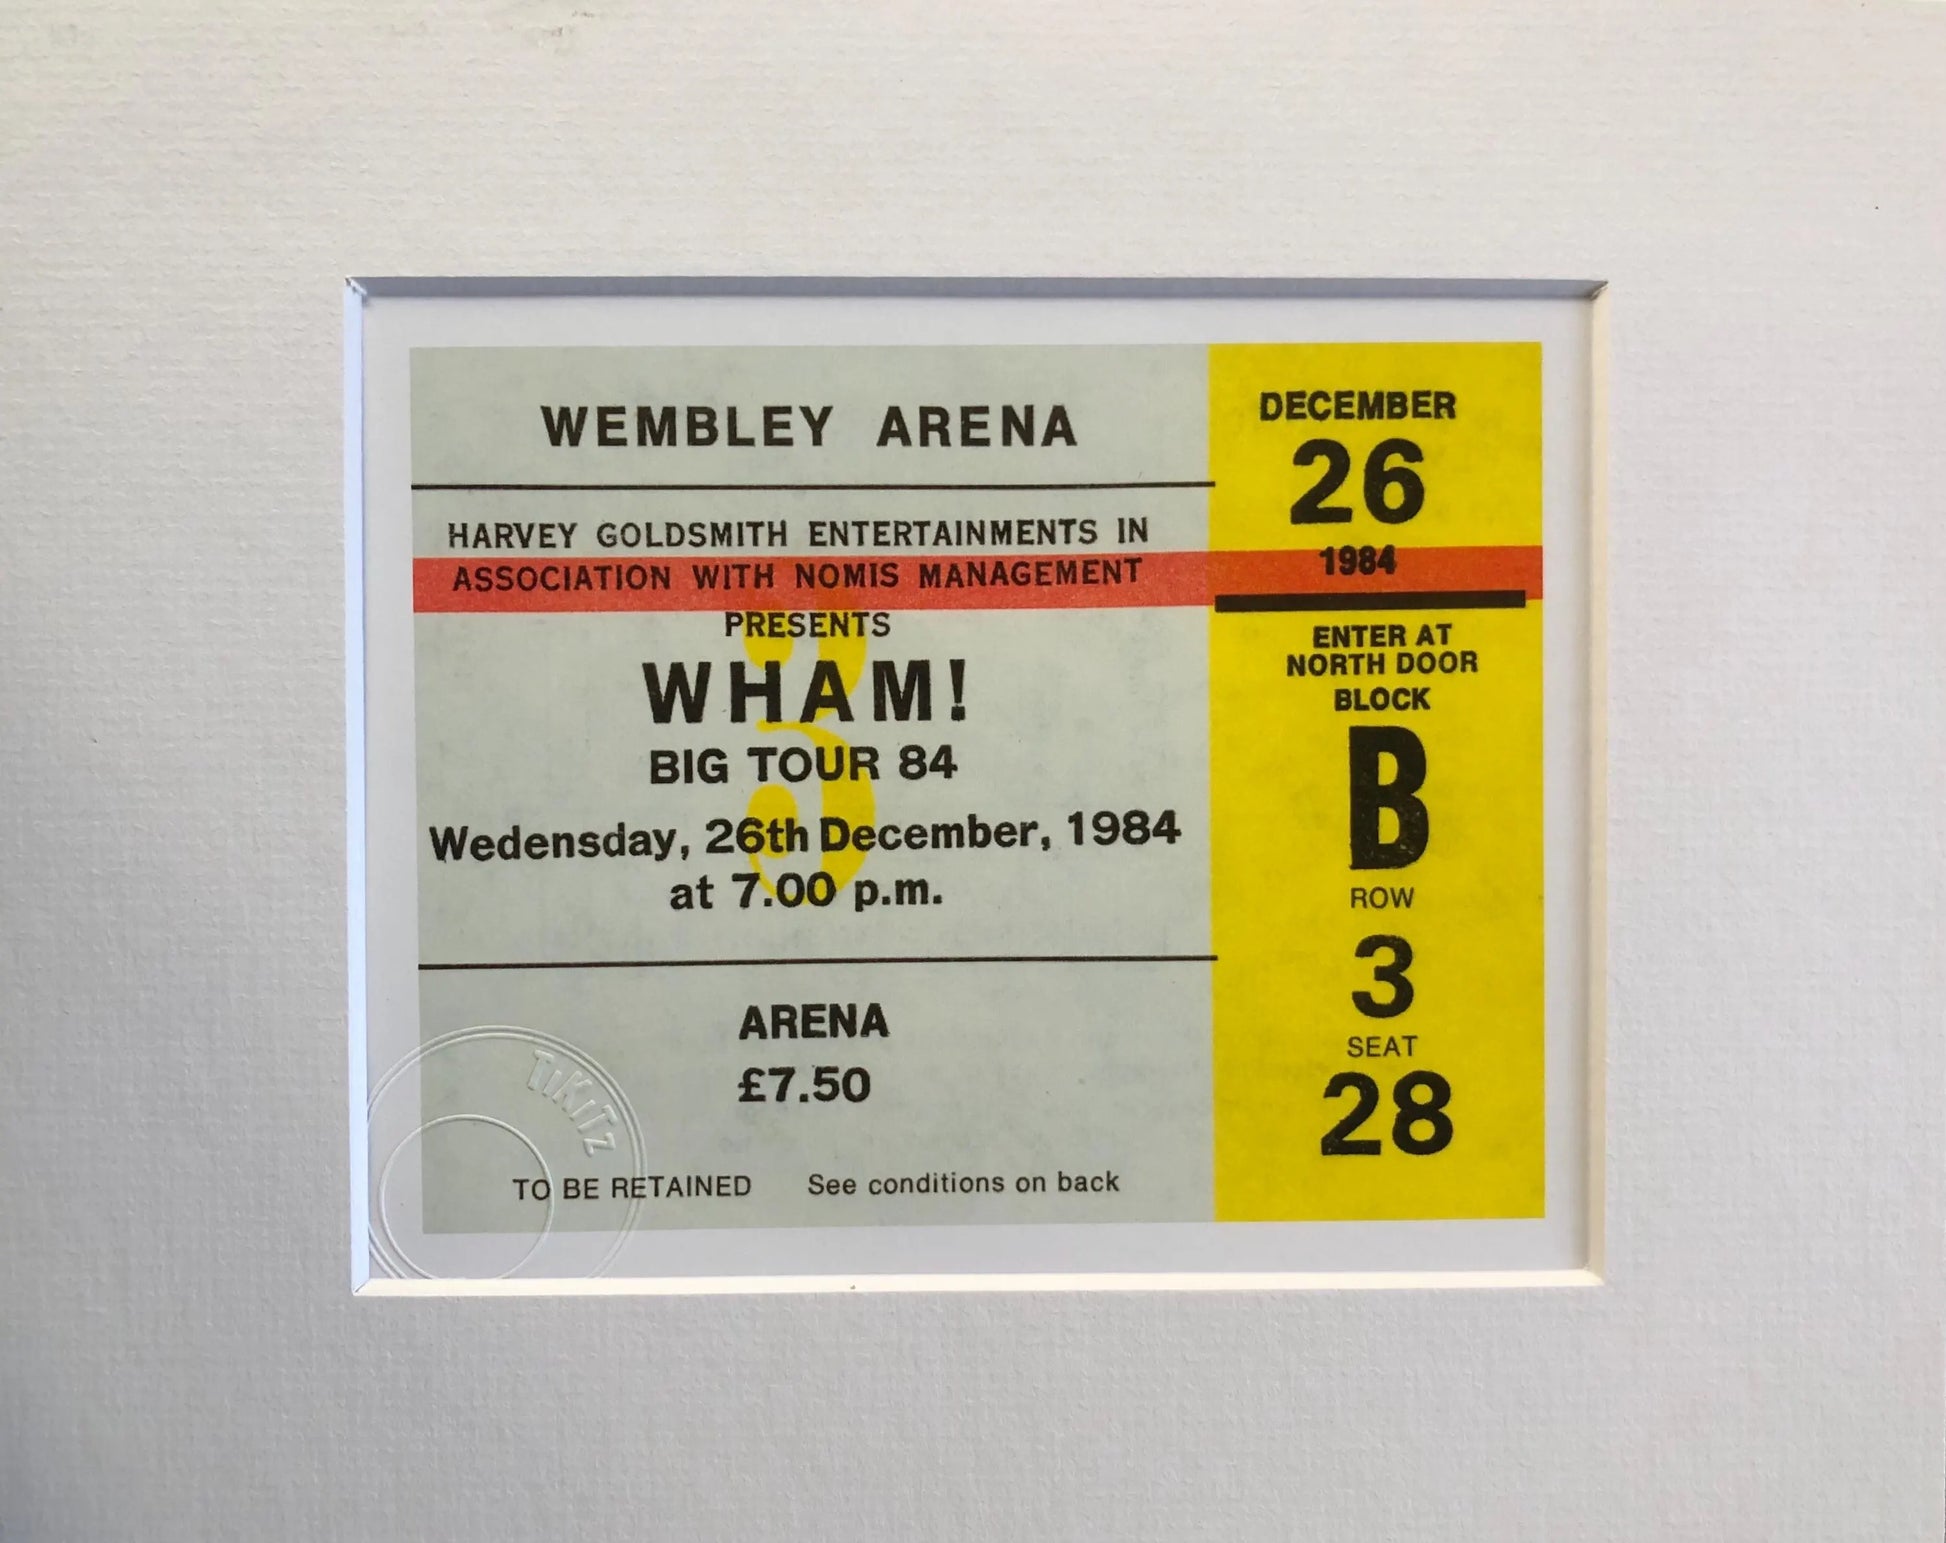 WEMBLEY ARENA
HARVEY GOLDSMITH ENTERTAINMENTS IN
ASSOCIATION WITH NOMIS MANAGEMENT
PRESENTS
WHAM!
BIG TOUR 84
Wedensday, 26th December, 1984
at 7.00 p.m.
3
ARENA
£7.50
TO BE RETAINED See conditions on back
TiKiTZ
DECEMBER
26
1984
ENTER AT
NORTH DOOR
BLOCK
B
ROW
3
SEAT
28